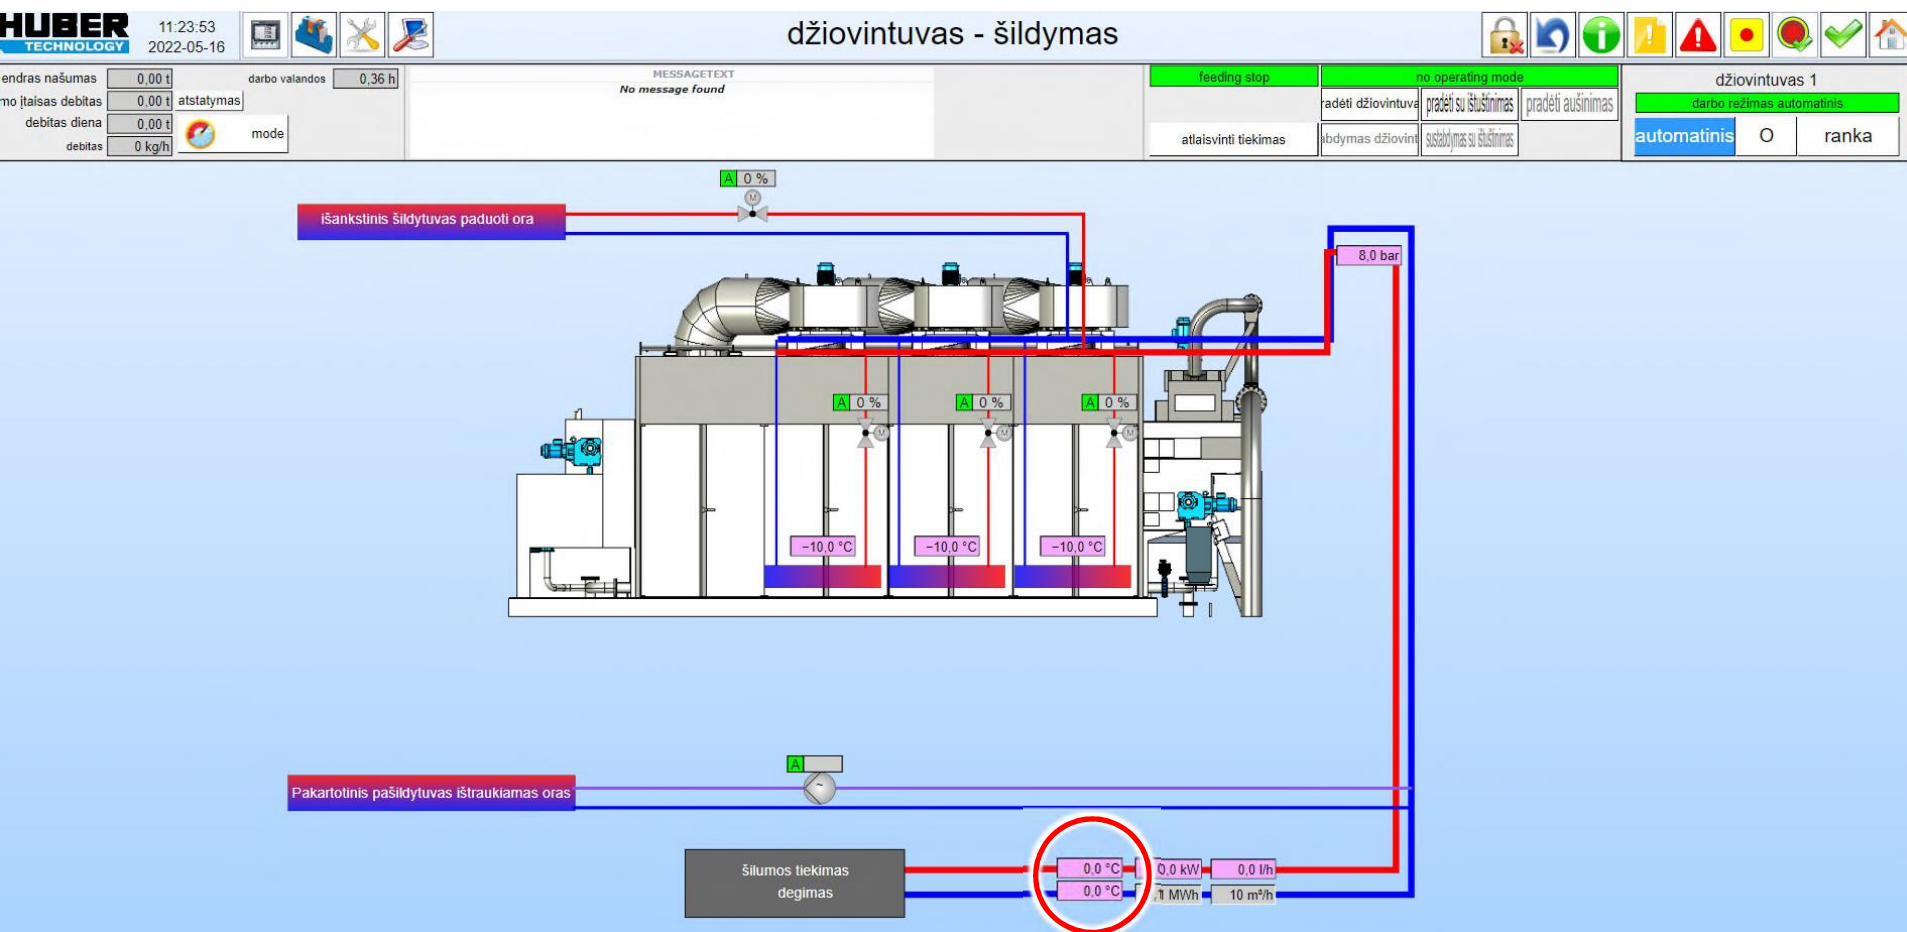 HUBER
TECHNOLOGY
11:23:53
2022-05-16
džiovintuvas - šildymas
endras našumas 0,00 t
darbo valandos 0,36 h
mo įtaisas debitas 0,00 t atstatymas
debitas diena 0,00 t
mode
debitas 0 kg/h
MESSAGETEXT
No message found
feeding stop
no operating mode
radėti džiovintuva pradėti su ištuštinimas pradėti aušinimas
atlaisvinti tiekimas
abdymas džiovint sustabdymas su ištuštinimas
džiovintuvas 1
darbo režimas automatinis
automatinis O ranka
A 0 %
M
išankstinis šildytuvas paduoti ora
8,0 bar
A 0 % A 0 % A 0 %
M M M
−10,0 °C −10,0 °C −10,0 °C
A
~
Pakartotinis pašildytuvas ištraukiamas oras
šilumos tiekimas
degimas
0,0 °C 0,0 kW 0,0 l/h
0,0 °C 1 MWh 10 m³/h